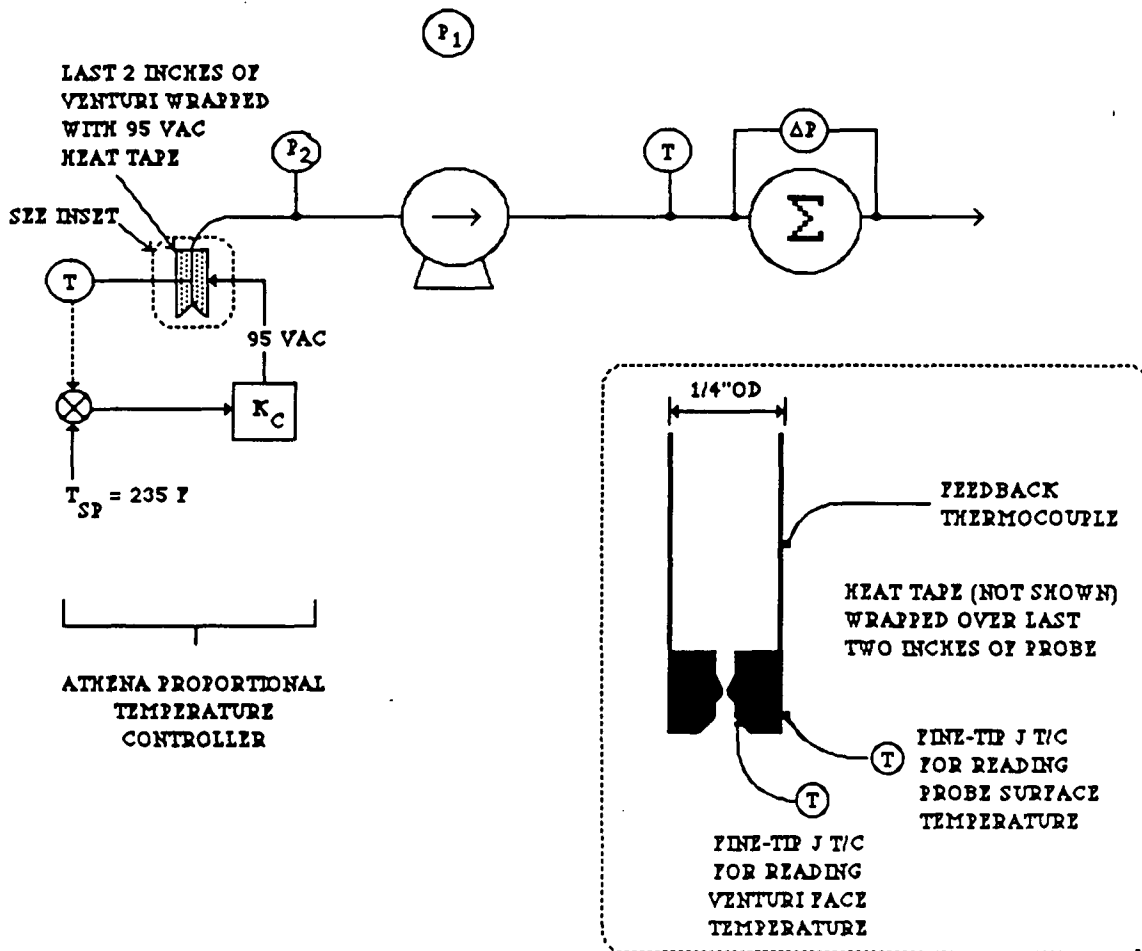 P1
LAST 2 INCHES OF
VENTURI WRAPPED
WITH 95 VAC
HEAT TAPE
P2
T
ΔP
SEE INSET
Σ
T
95 VAC
KC
TSP = 235 F
1/4"OD
FEEDBACK
THERMOCOUPLE
HEAT TAPE (NOT SHOWN)
WRAPPED OVER LAST
TWO INCHES OF PROBE
ATHENA PROPORTIONAL
TEMPERATURE
CONTROLLER
T
FINE-TIP J T/C
FOR READING
PROBE SURFACE
TEMPERATURE
T
FINE-TIP J T/C
FOR READING
VENTURI FACE
TEMPERATURE